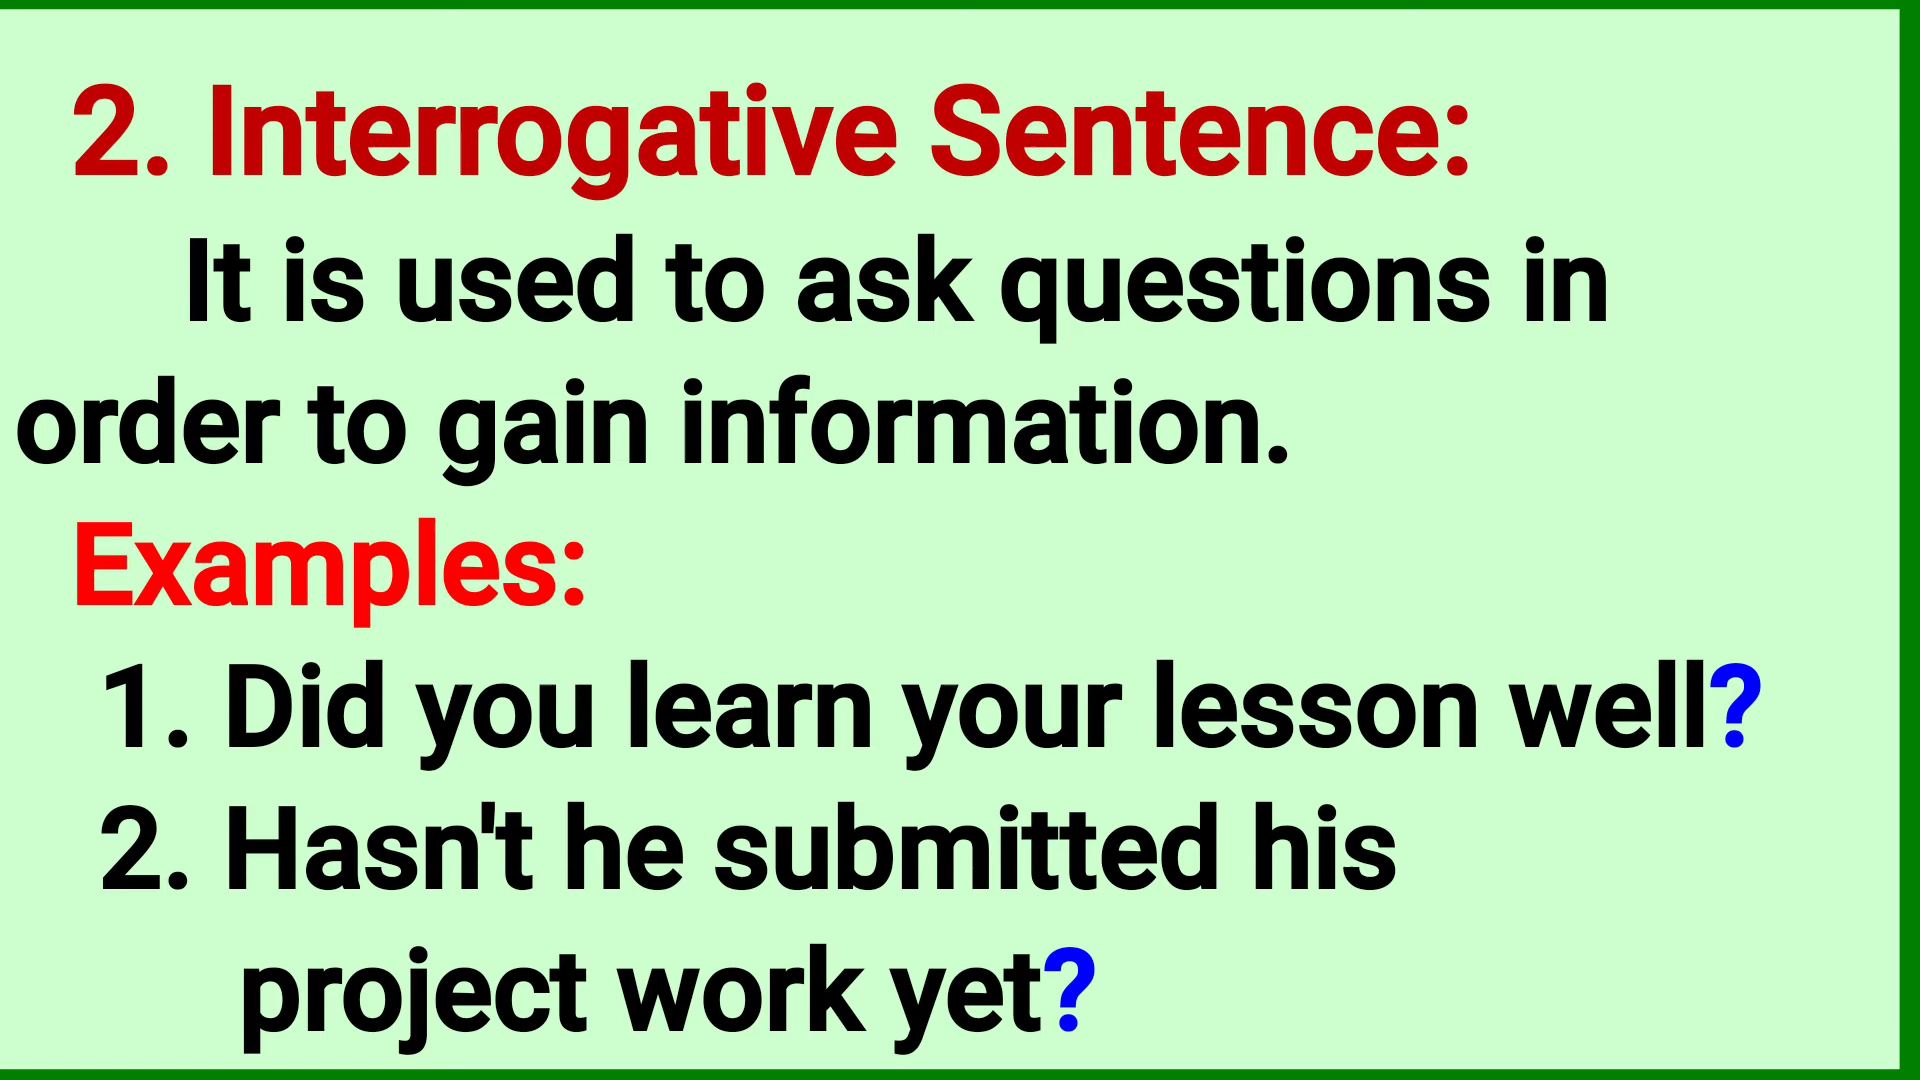 2. Interrogative Sentence:
It is used to ask questions in
order to gain information.
Examples:
1. Did you learn your lesson well?
2. Hasn't he submitted his
project work yet?